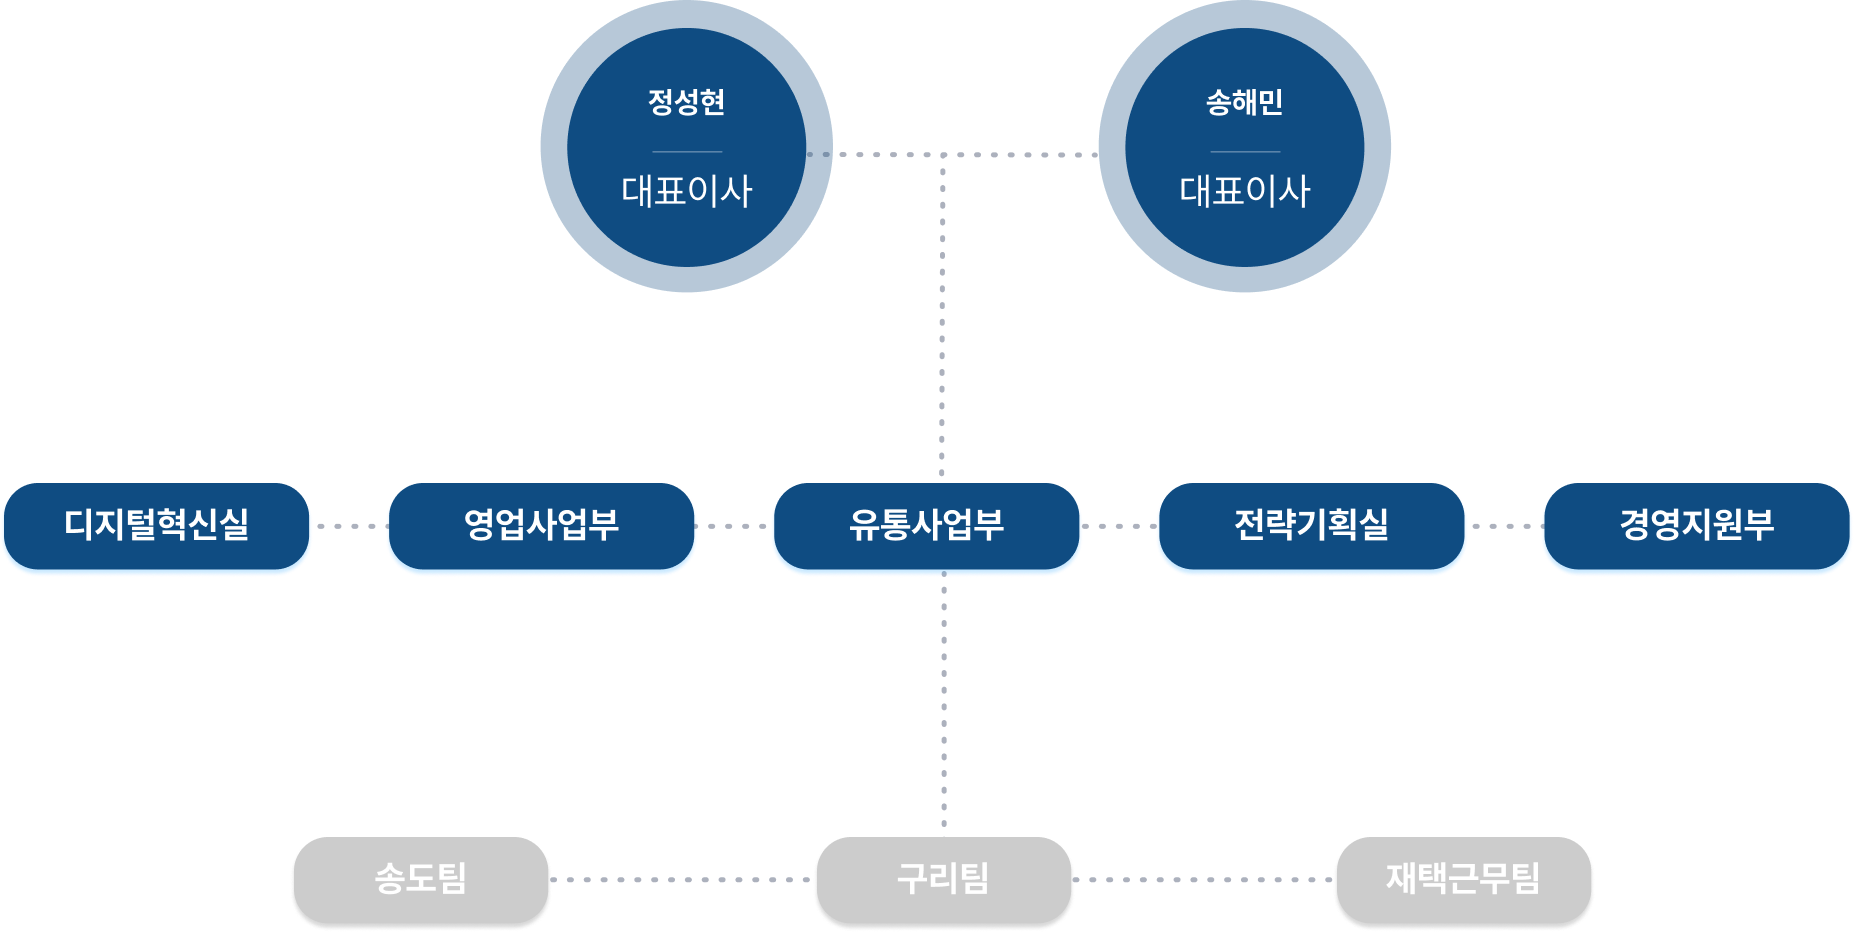 정성현
대표이사
송해민
대표이사
디지털혁신실
영업사업부
유통사업부
전략기획실
경영지원부
송도팀
구리팀
재택근무팀